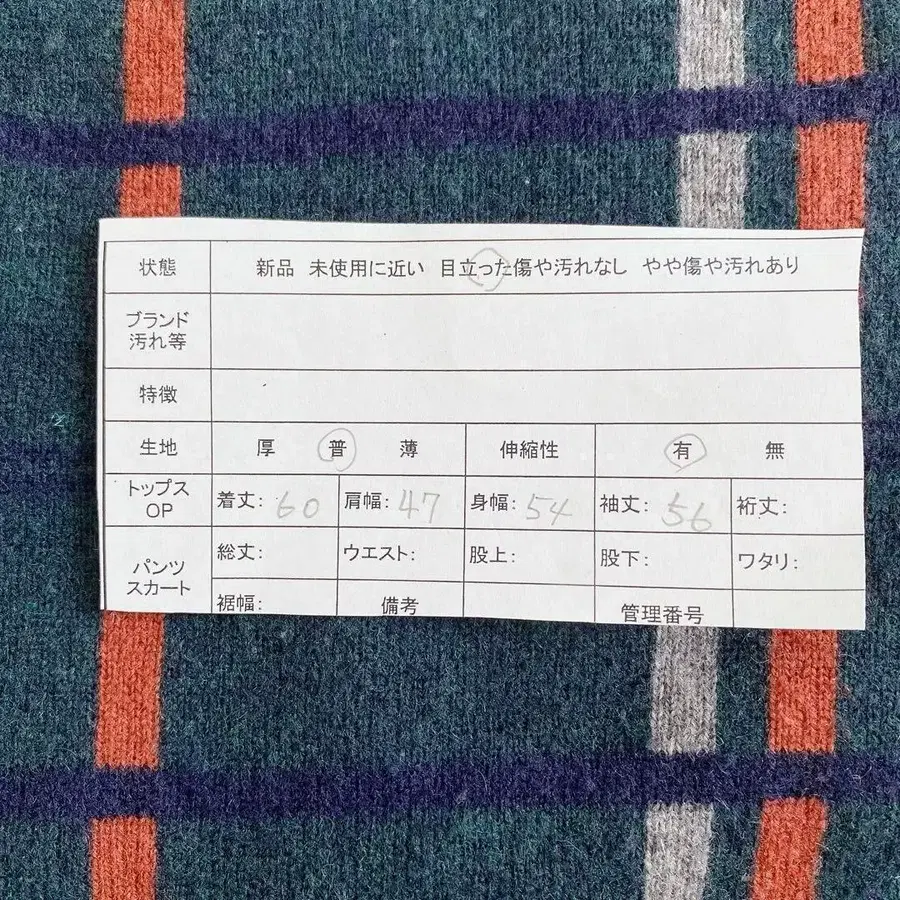 状態 新品 未使用に近い 目立った傷や汚れなし やや傷や汚れあり
ブランド
汚れ等
特徴
生地 厚 普 薄 伸縮性 有 無
トップス
OP
着丈: 60 肩幅: 47 身幅: 54 袖丈: 56 裄丈:
パンツ
スカート
総丈: ウエスト: 股上: 股下: ワタリ:
裾幅: 備考 管理番号